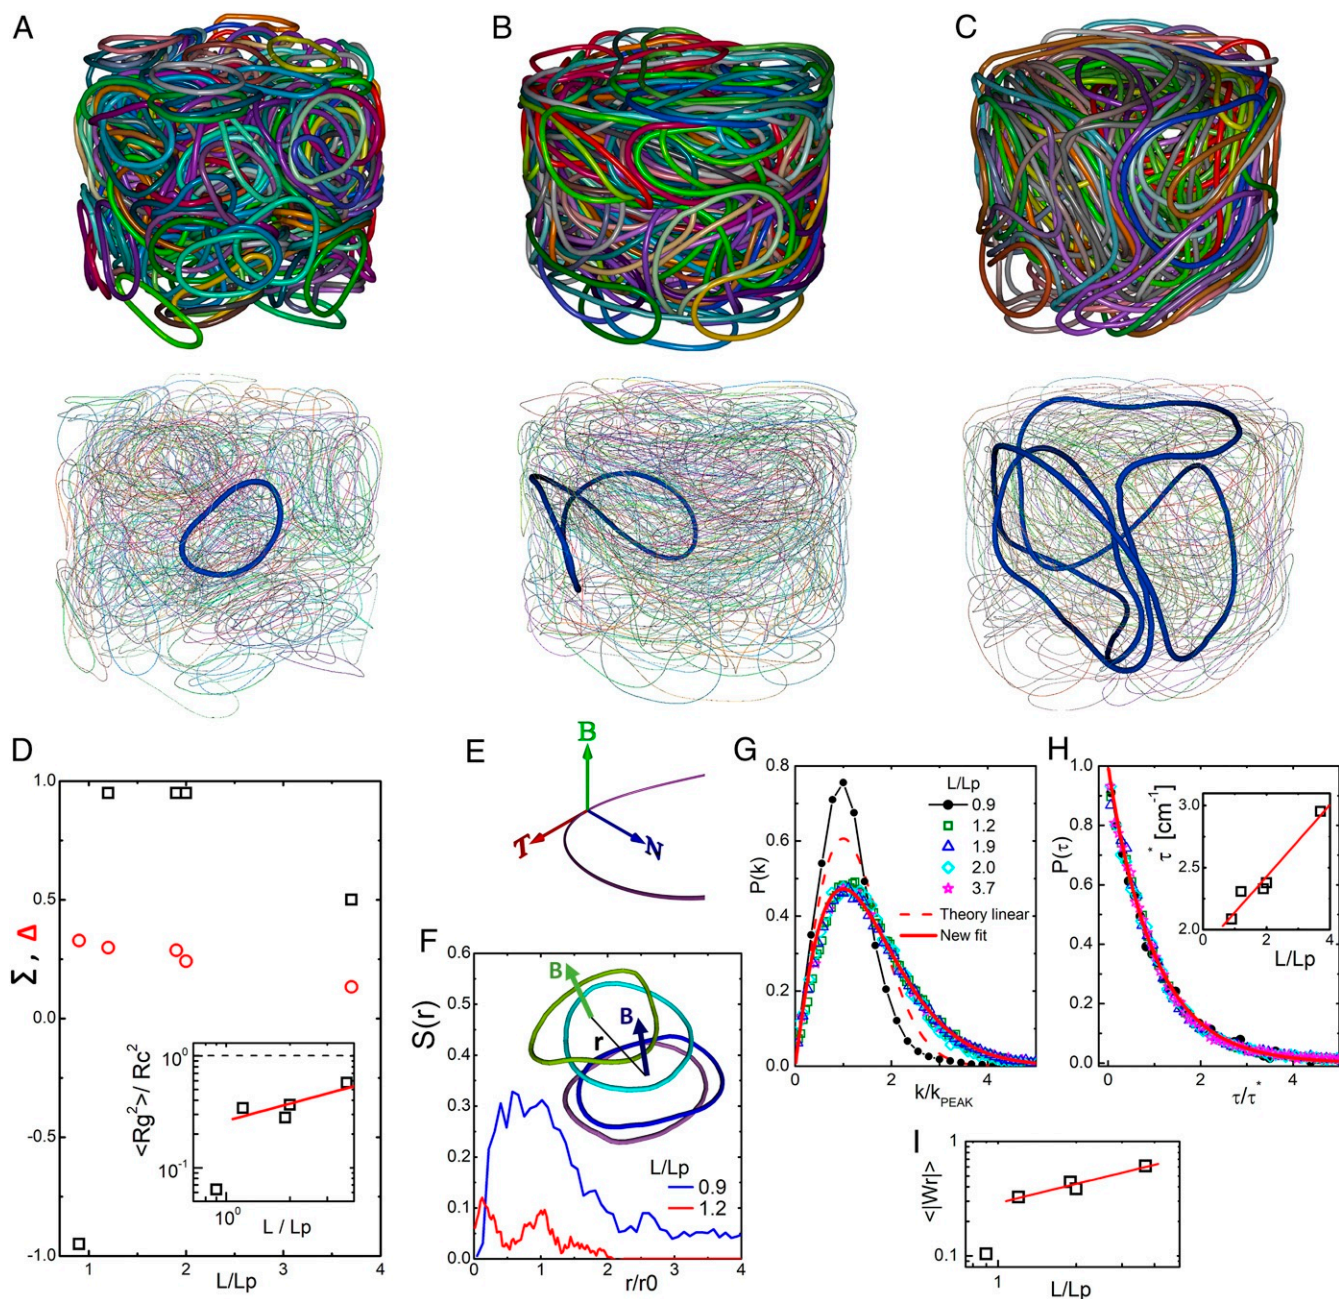 A
B
C
D
1.0
0.5
0.0
-0.5
-1.0
Σ, Δ
1
2
3
4
L/Lp
<Rg²>/ Rc²
10⁰
10⁻¹
10⁰
L / Lp
E
B
T
N
F
S(r)
0.6
0.5
0.4
0.3
0.2
0.1
0.0
0
1
2
3
4
r/r0
B
B
r
L/Lp
0.9
1.2
G
P(k)
0.8
0.6
0.4
0.2
0.0
0
2
4
k/k_PEAK
L/Lp
0.9
1.2
1.9
2.0
3.7
Theory linear
New fit
H
P(τ)
1.0
0.8
0.6
0.4
0.2
0.0
0
2
4
τ/τ*
τ* [cm⁻¹]
3.0
2.5
2.0
0
2
4
L/Lp
I
<|Wr|>
1
0.1
1
L/Lp